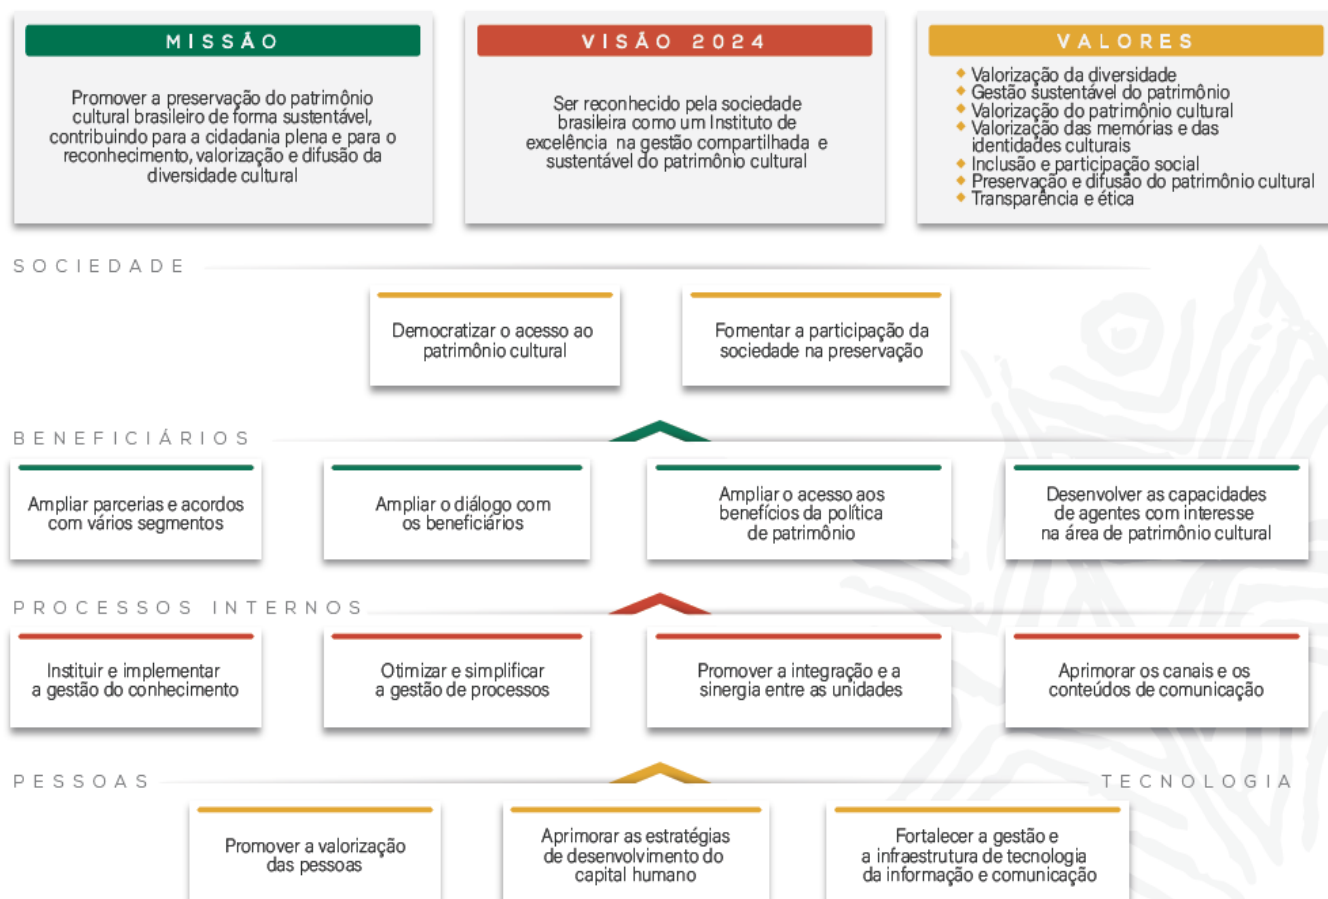 MISSÃO
Promover a preservação do patrimônio
cultural brasileiro de forma sustentável,
contribuindo para a cidadania plena e para o
reconhecimento, valorização e difusão da
diversidade cultural
VISÃO 2024
Ser reconhecido pela sociedade
brasileira como um Instituto de
excelência na gestão compartilhada e
sustentável do patrimônio cultural
VALORES
Valorização da diversidade
Gestão sustentável do patrimônio
Valorização do patrimônio cultural
Valorização das memórias e das
identidades culturais
Inclusão e participação social
Preservação e difusão do patrimônio cultural
Transparência e ética
SOCIEDADE
Democratizar o acesso ao
patrimônio cultural
Fomentar a participação da
sociedade na preservação
BENEFICIÁRIOS
Ampliar parcerias e acordos
com vários segmentos
Ampliar o diálogo com
os beneficiários
Ampliar o acesso aos
benefícios da política
de patrimônio
Desenvolver as capacidades
de agentes com interesse
na área de patrimônio cultural
PROCESSOS INTERNOS
Instituir e implementar
a gestão do conhecimento
Otimizar e simplificar
a gestão de processos
Promover a integração e a
sinergia entre as unidades
Aprimorar os canais e os
conteúdos de comunicação
PESSOAS
TECNOLOGIA
Promover a valorização
das pessoas
Aprimorar as estratégias
de desenvolvimento do
capital humano
Fortalecer a gestão e
a infraestrutura de tecnologia
da informação e comunicação